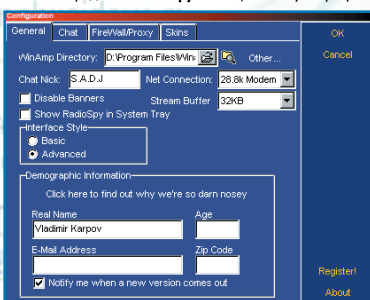 Configuration
General Chat FireWall/Proxy Skins
OK
Cancel
WinAmp Directory: D:\Program Files\Win Other...
Chat Nick: S.A.D.J Net Connection: 28.8k Modem
Disable Banners Stream Buffer 32KB
Show RadioSpy in System Tray
Interface Style
Basic
Advanced
Demographic Information
Click here to find out why we're so darn nosey
Real Name Age
Vladimir Karpov
E-Mail Address Zip Code
Notify me when a new version comes out
Register!
About